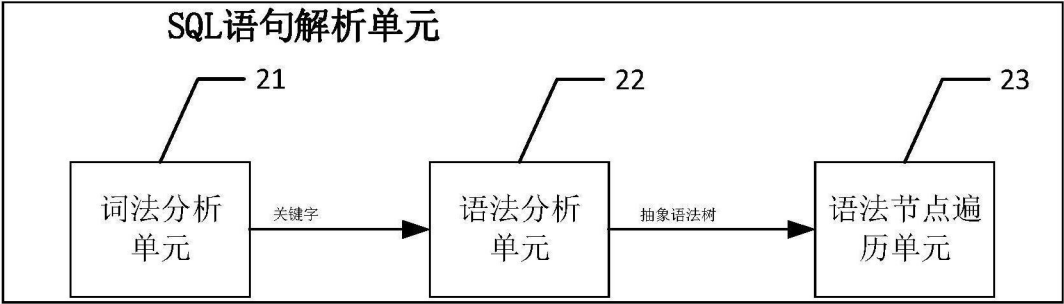 SQL语句解析单元
21
22
23
词法分析
单元
关键字
语法分析
单元
抽象语法树
语法节点遍
历单元